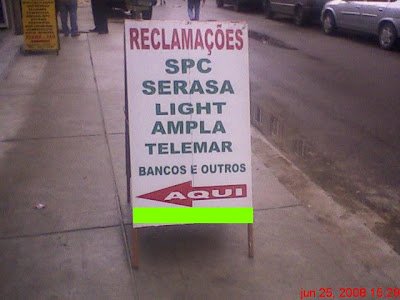 RECLAMAÇÕES
SPC
SERASA
LIGHT
AMPLA
TELEMAR
BANCOS E OUTROS
AQUI
jun 25, 2008 15:29